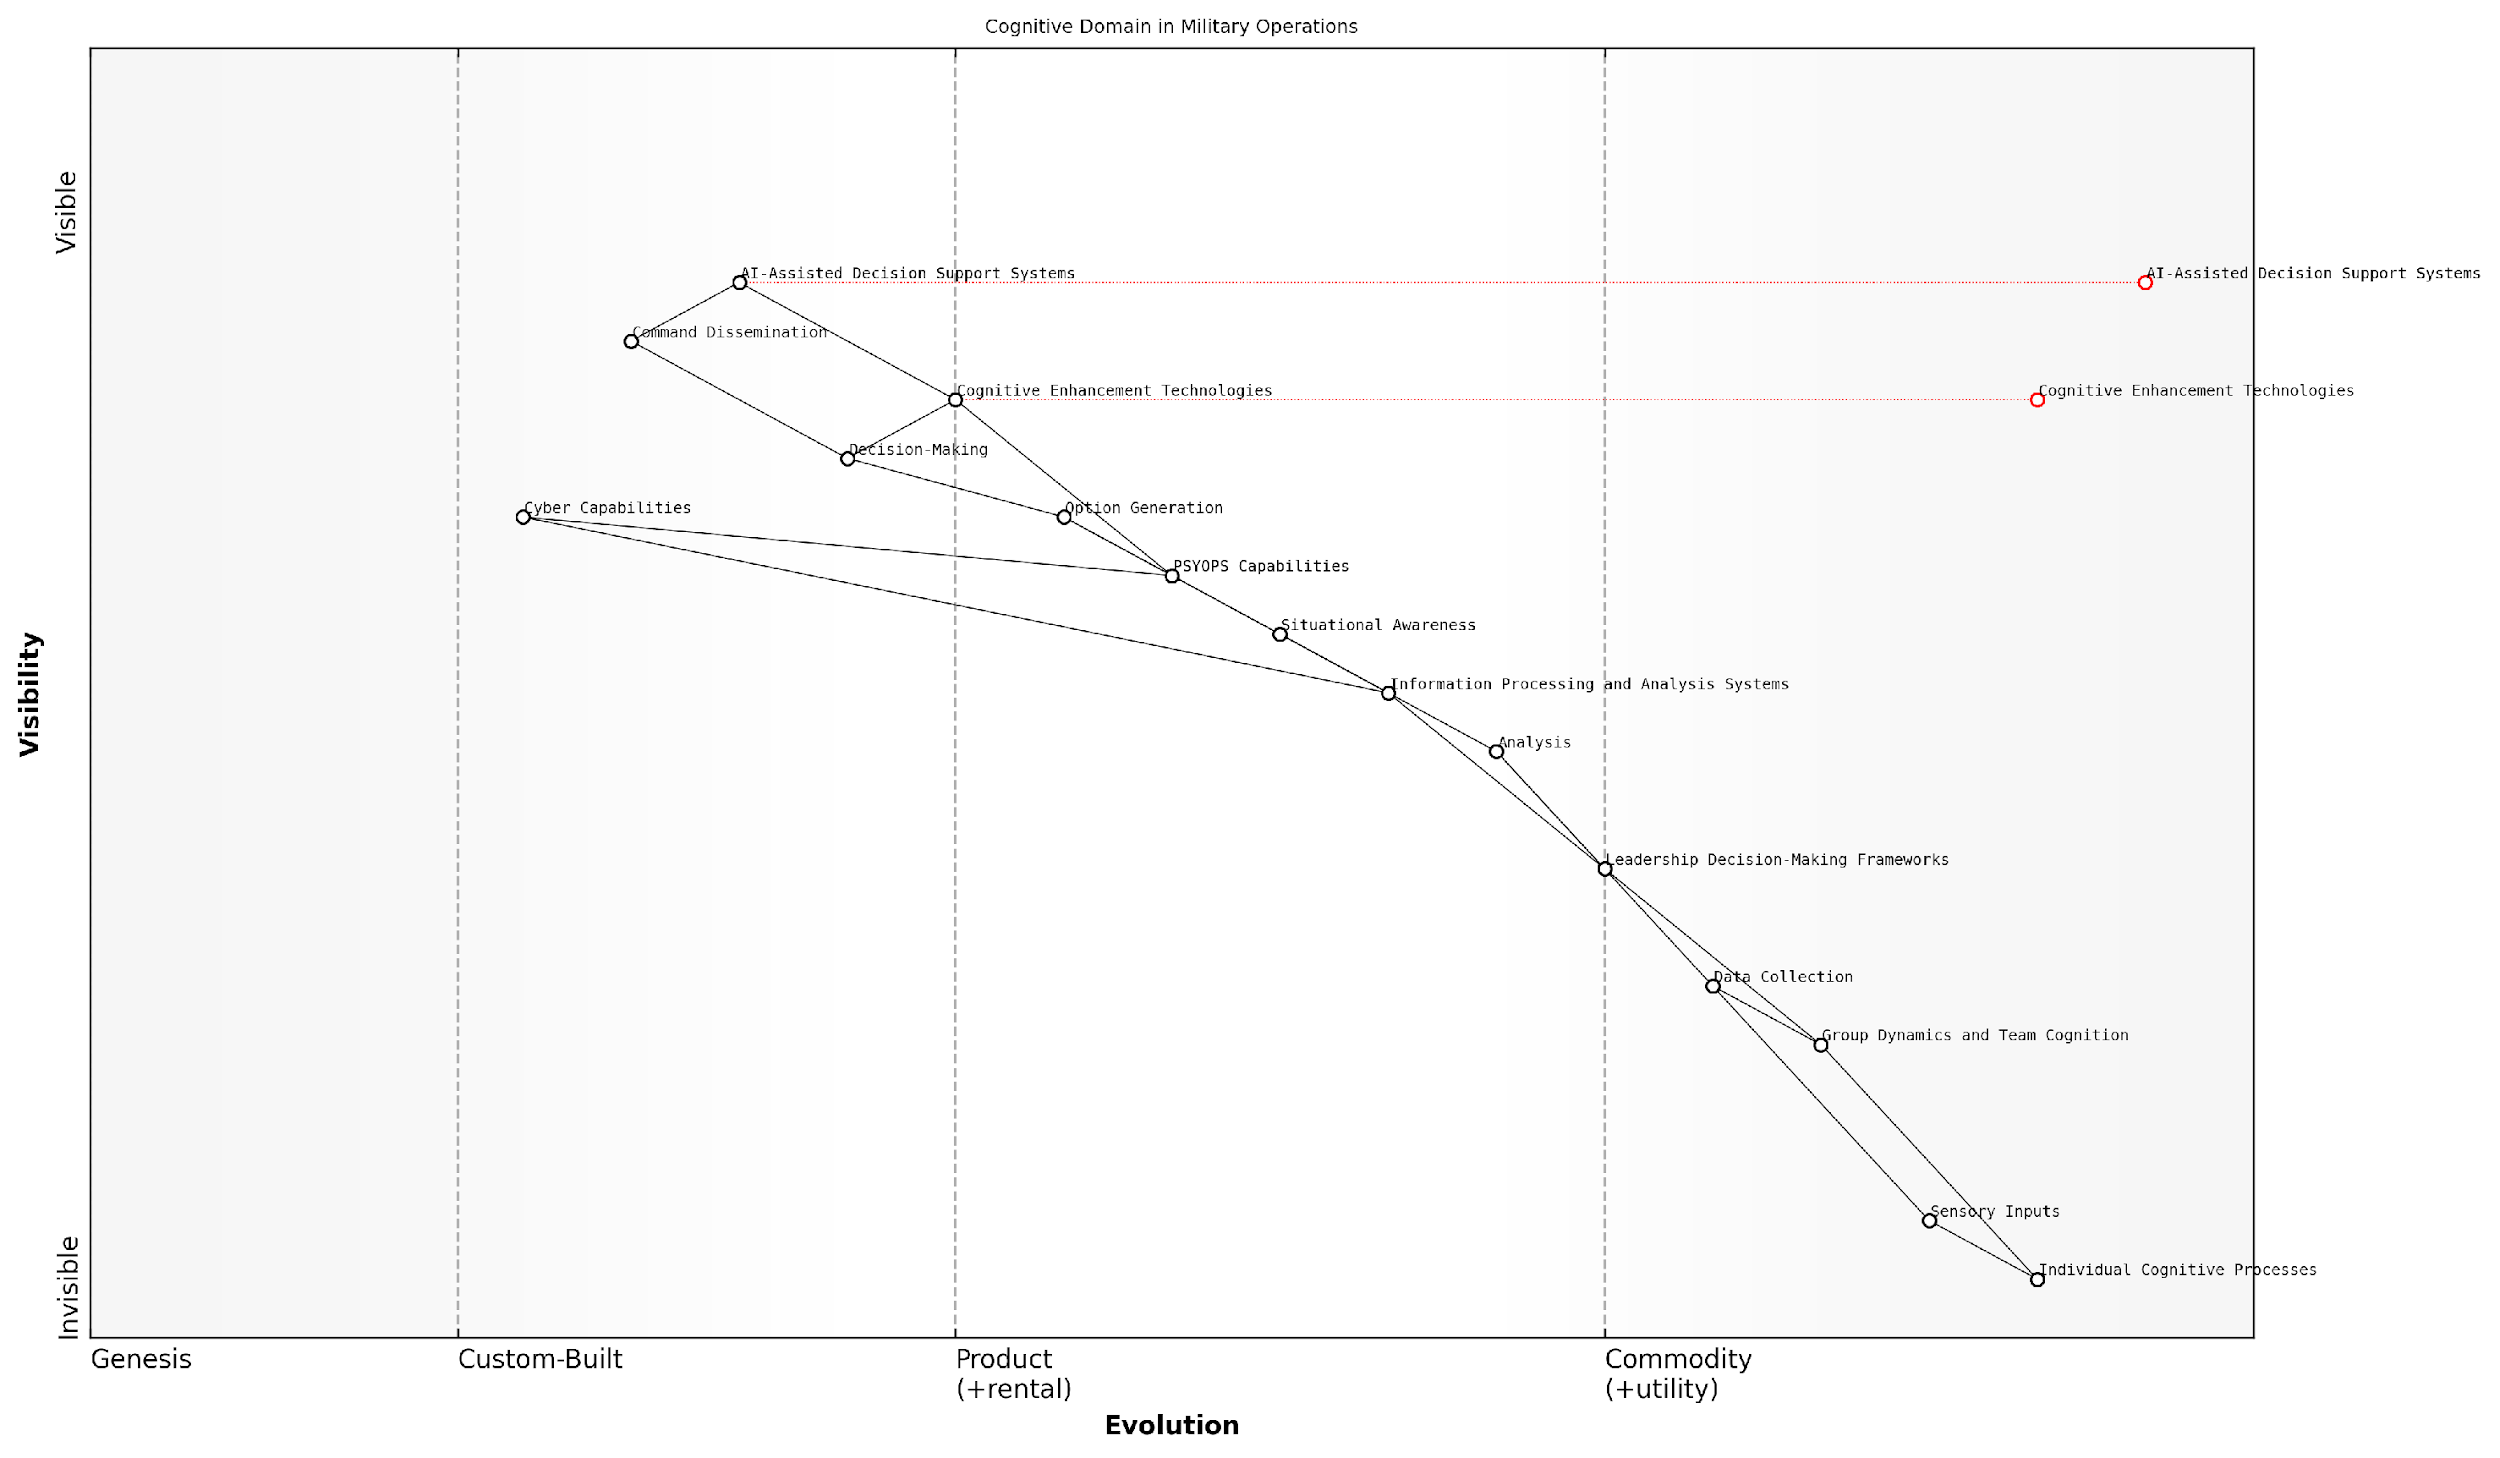 Cognitive Domain in Military Operations
Visible
AI-Assisted Decision Support Systems
AI-Assisted Decision Support Systems
Command Dissemination
Cognitive Enhancement Technologies
Cognitive Enhancement Technologies
Decision-Making
Cyber Capabilities
Option Generation
PSYOPS Capabilities
Situational Awareness
Visibility
Information Processing and Analysis Systems
Analysis
Leadership Decision-Making Frameworks
Data Collection
Group Dynamics and Team Cognition
Sensory Inputs
Individual Cognitive Processes
Invisible
Genesis
Custom-Built
Product
(+rental)
Commodity
(+utility)
Evolution